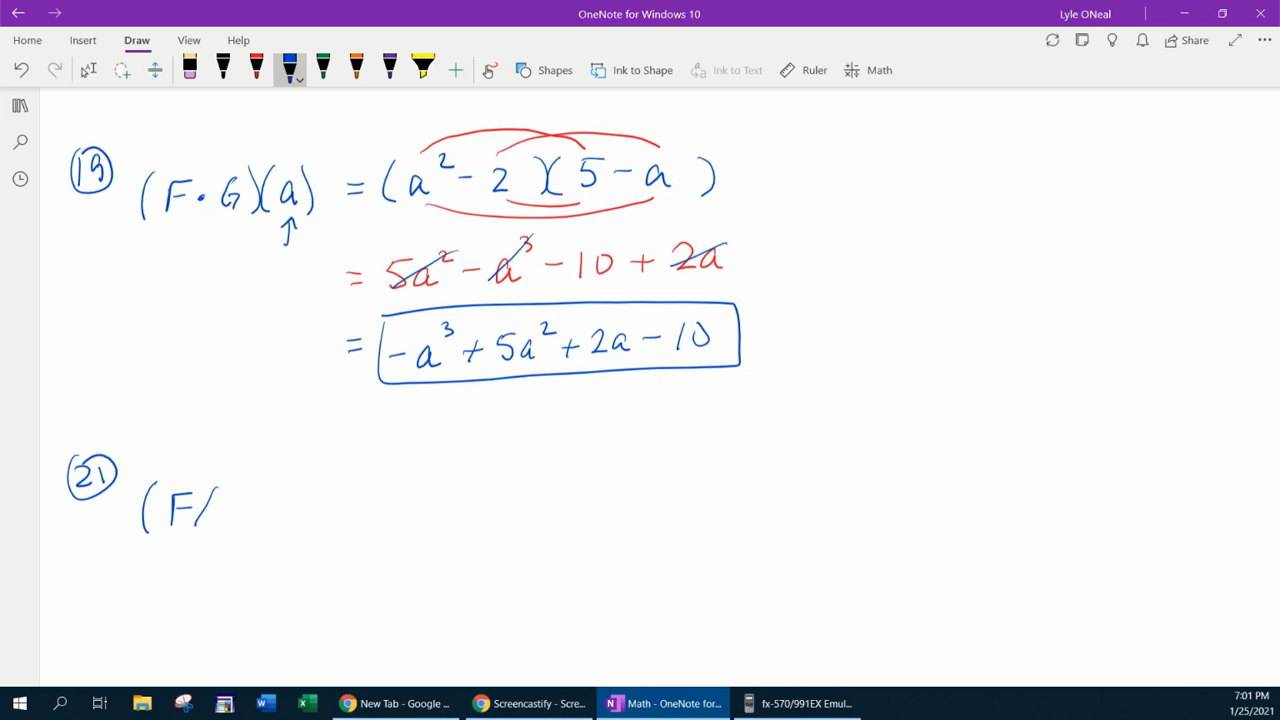 OneNote for Windows 10
Lyle ONeal
Home Insert Draw View Help
Share
Shapes Ink to Shape Ink to Text Ruler Math
19 (F · G)(a) = (a² - 2)(5 - a)
↑
= 5a² - a³ - 10 + 2a
= -a³ + 5a² + 2a - 10
21 (F/
New Tab - Google ... Screencastify - Scre... Math - OneNote for... fx-570/991EX Emul...
7:01 PM
1/25/2021